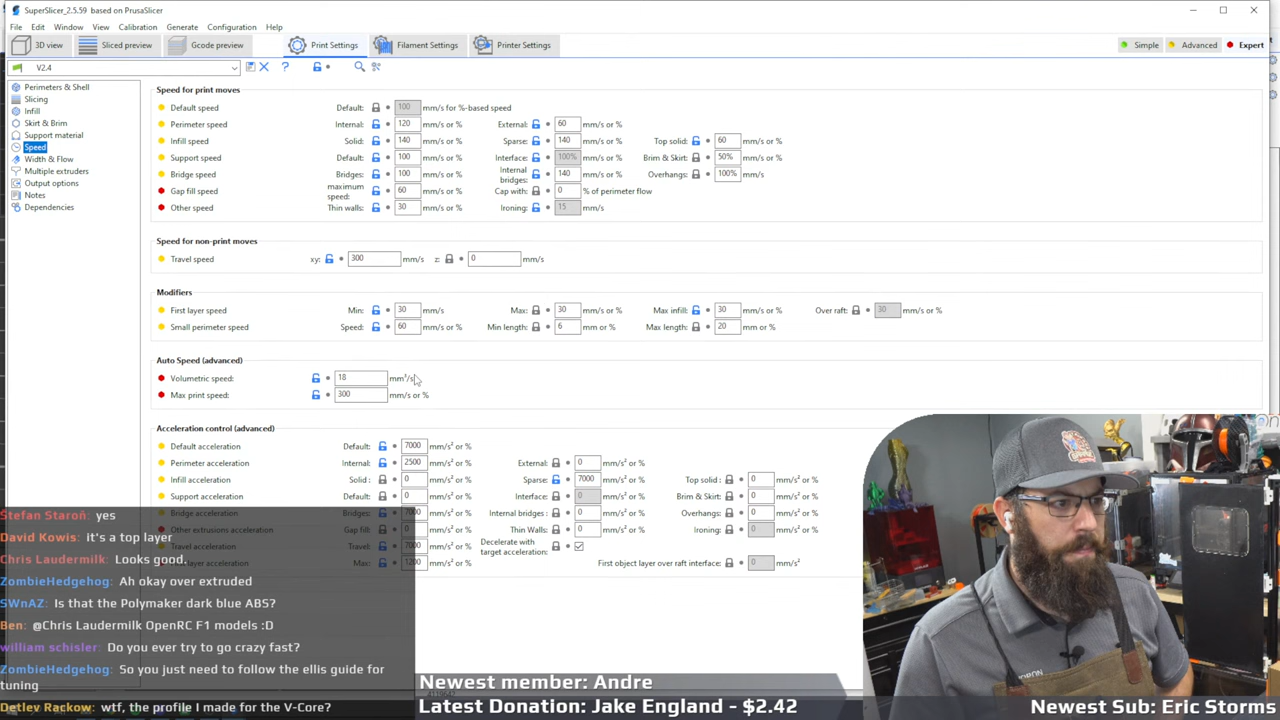 SuperSlicer_2.5.59 based on PrusaSlicer
File Edit Window View Calibration Generate Configuration Help
3D view Sliced preview Gcode preview Print Settings Filament Settings Printer Settings Simple Advanced Expert
V2.4
Perimeters & Shell
Slicing
Infill
Skirt & Brim
Support material
Speed
Width & Flow
Multiple extruders
Output options
Notes
Dependencies
Speed for print moves
Default speed Default: 100 mm/s for %-based speed
Perimeter speed Internal: 120 mm/s or % External: 60 mm/s or %
Infill speed Solid: 140 mm/s or % Sparse: 140 mm/s or % Top solid: 60 mm/s or %
Support speed Default: 100 mm/s or % Interface: 100% mm/s or % Brim & Skirt: 50% mm/s or %
Bridge speed Bridges: 100 mm/s or % Internal bridges: 140 mm/s or % Overhangs: 100% mm/s
Gap fill speed maximum speed: 60 mm/s or % Cap with: 0 % of perimeter flow
Other speed Thin walls: 30 mm/s or % Ironing: 15 mm/s
Speed for non-print moves
Travel speed xy: 300 mm/s z: 0 mm/s
Modifiers
First layer speed Min: 30 mm/s Max: 30 mm/s or % Max infill: 30 mm/s or % Over raft: 30 mm/s or %
Small perimeter speed Speed: 60 mm/s or % Min length: 6 mm or % Max length: 20 mm or %
Auto Speed (advanced)
Volumetric speed: 18 mm³/s
Max print speed: 300 mm/s or %
Acceleration control (advanced)
Default acceleration Default: 7000 mm/s² or %
Perimeter acceleration Internal: 2500 mm/s² or % External: 0 mm/s² or %
Infill acceleration Solid : 0 mm/s² or % Sparse: 7000 mm/s² or % Top solid : 0 mm/s² or %
Support acceleration Default: 0 mm/s² or % Interface: 0 mm/s² or % Brim & Skirt: 0 mm/s² or %
Bridge acceleration Bridges: 7000 mm/s² or % Internal bridges : 0 mm/s² or % Overhangs: 0 mm/s² or %
Other extrusions acceleration Gap fill: 0 mm/s² or % Thin Walls: 0 mm/s² or % Ironing: 0 mm/s² or %
Travel acceleration Travel: 7000 mm/s² or % Decelerate with target acceleration:
layer acceleration Max: 1200 mm/s² or % First object layer over raft interface: 0 mm/s²
Stefan Staroň: yes
David Kowis: it's a top layer
Chris Laudermilk: Looks good.
ZombieHedgehog: Ah okay over extruded
SWnAZ: Is that the Polymaker dark blue ABS?
Ben: @Chris Laudermilk OpenRC F1 models :D
william schisler: Do you ever try to go crazy fast?
ZombieHedgehog: So you just need to follow the ellis guide for
tuning
Detlev Rackow: wtf, the profile I made for the V-Core?
Newest member: Andre
Latest Donation: Jake England - $2.42
Newest Sub: Eric Storms